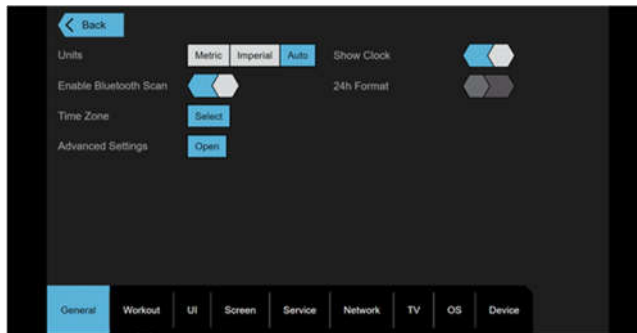 Back
Units Metric Imperial Auto Show Clock
Enable Bluetooth Scan 24h Format
Time Zone Select
Advanced Settings Open
General Workout UI Screen Service Network TV OS Device